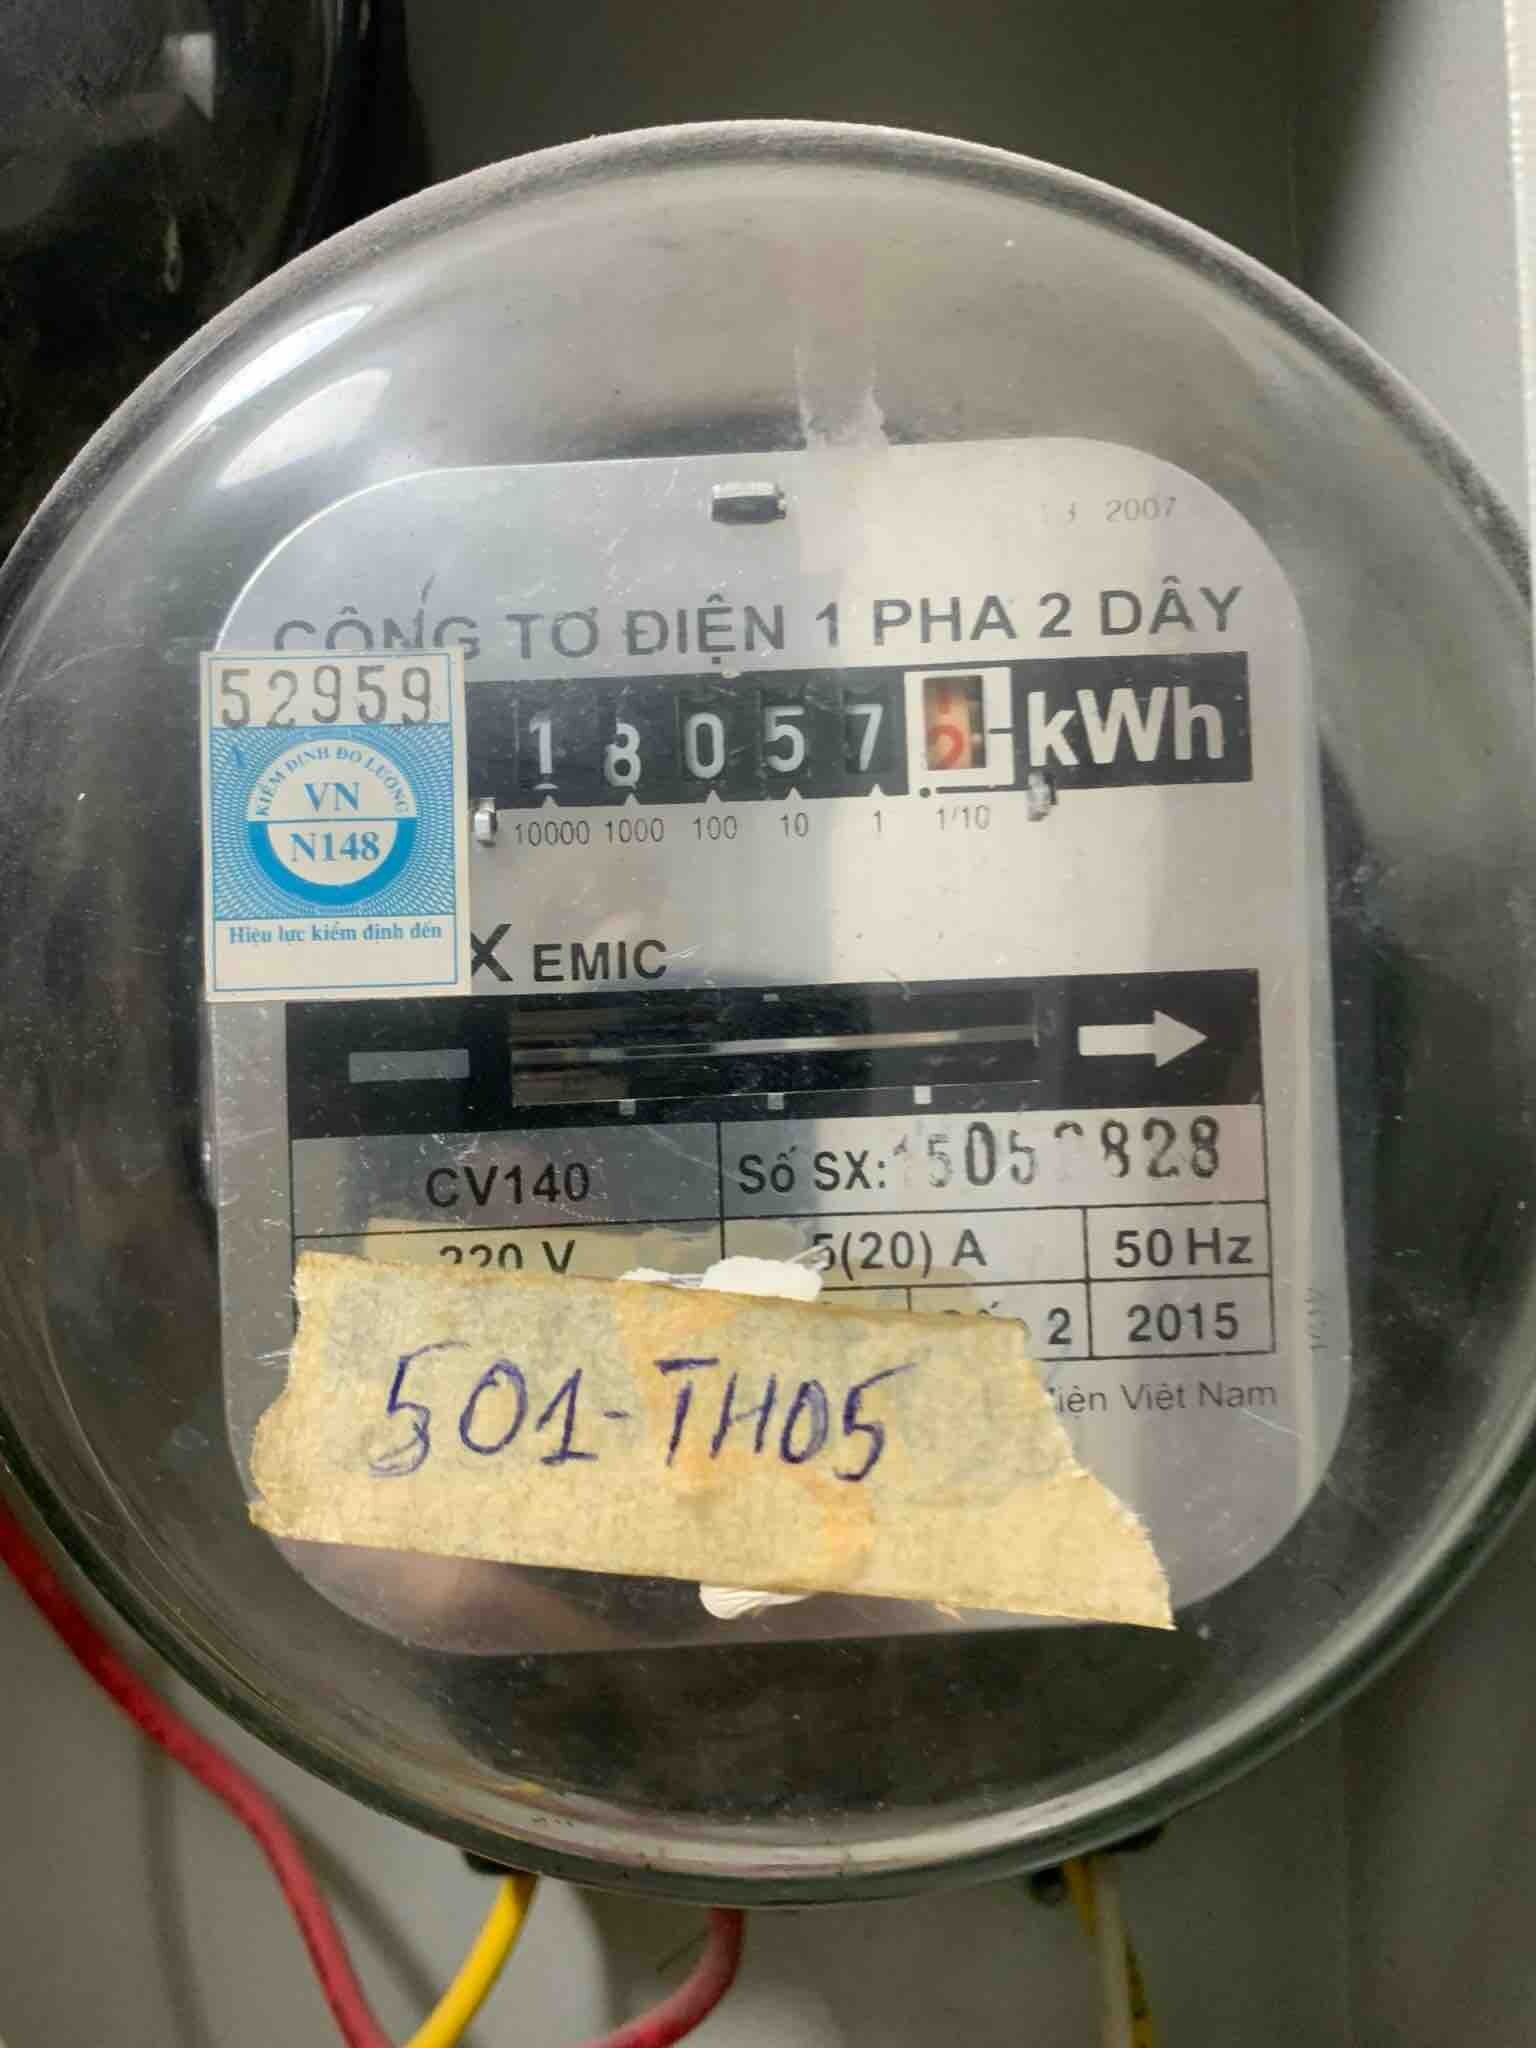 2007
CÔNG TƠ ĐIỆN 1 PHA 2 DÂY
52959
KIỂM ĐỊNH ĐO LƯỜNG
VN
N148
Hiệu lực kiểm định đến
18057 kWh
10000 1000 100 10 1 1/10
EMIC
CV140
Số SX:
828
220 V
5(20) A
50 Hz
2
2015
Việt Nam
501-TH05